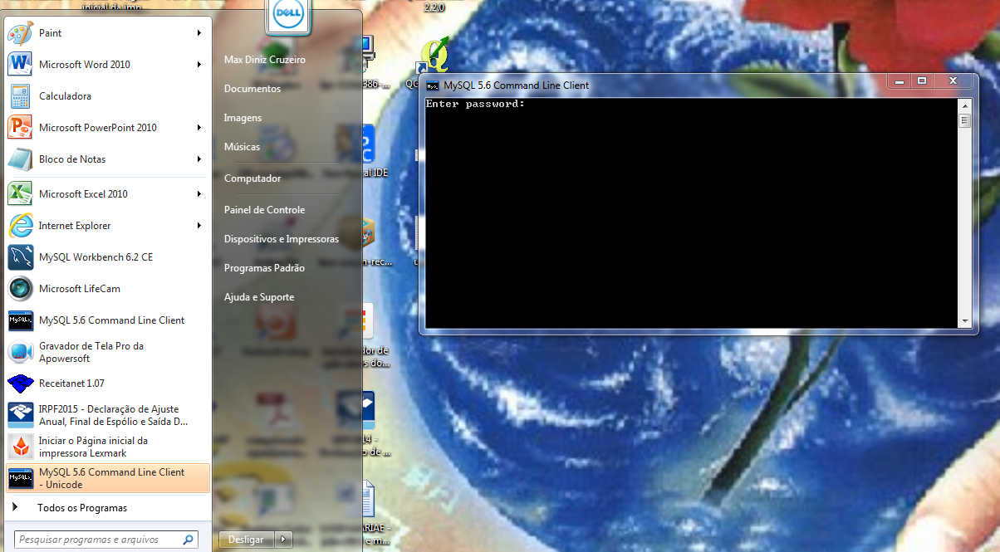 inicial da imp...
2.2.0
Paint
Microsoft Word 2010
Calculadora
Microsoft PowerPoint 2010
Bloco de Notas
Microsoft Excel 2010
Internet Explorer
MySQL Workbench 6.2 CE
Microsoft LifeCam
MySQL 5.6 Command Line Client
Gravador de Tela Pro da
Apowersoft
Receitanet 1.07
IRPF2015 - Declaração de Ajuste
Anual, Final de Espólio e Saída D...
Iniciar o Página inicial da
impressora Lexmark
MySQL 5.6 Command Line Client
- Unicode
Todos os Programas
Pesquisar programas e arquivos
DELL
Max Diniz Cruzeiro
Documentos
Imagens
Músicas
Computador
Painel de Controle
Dispositivos e Impressoras
Programas Padrão
Ajuda e Suporte
Desligar
MySQL 5.6 Command Line Client
Enter password: